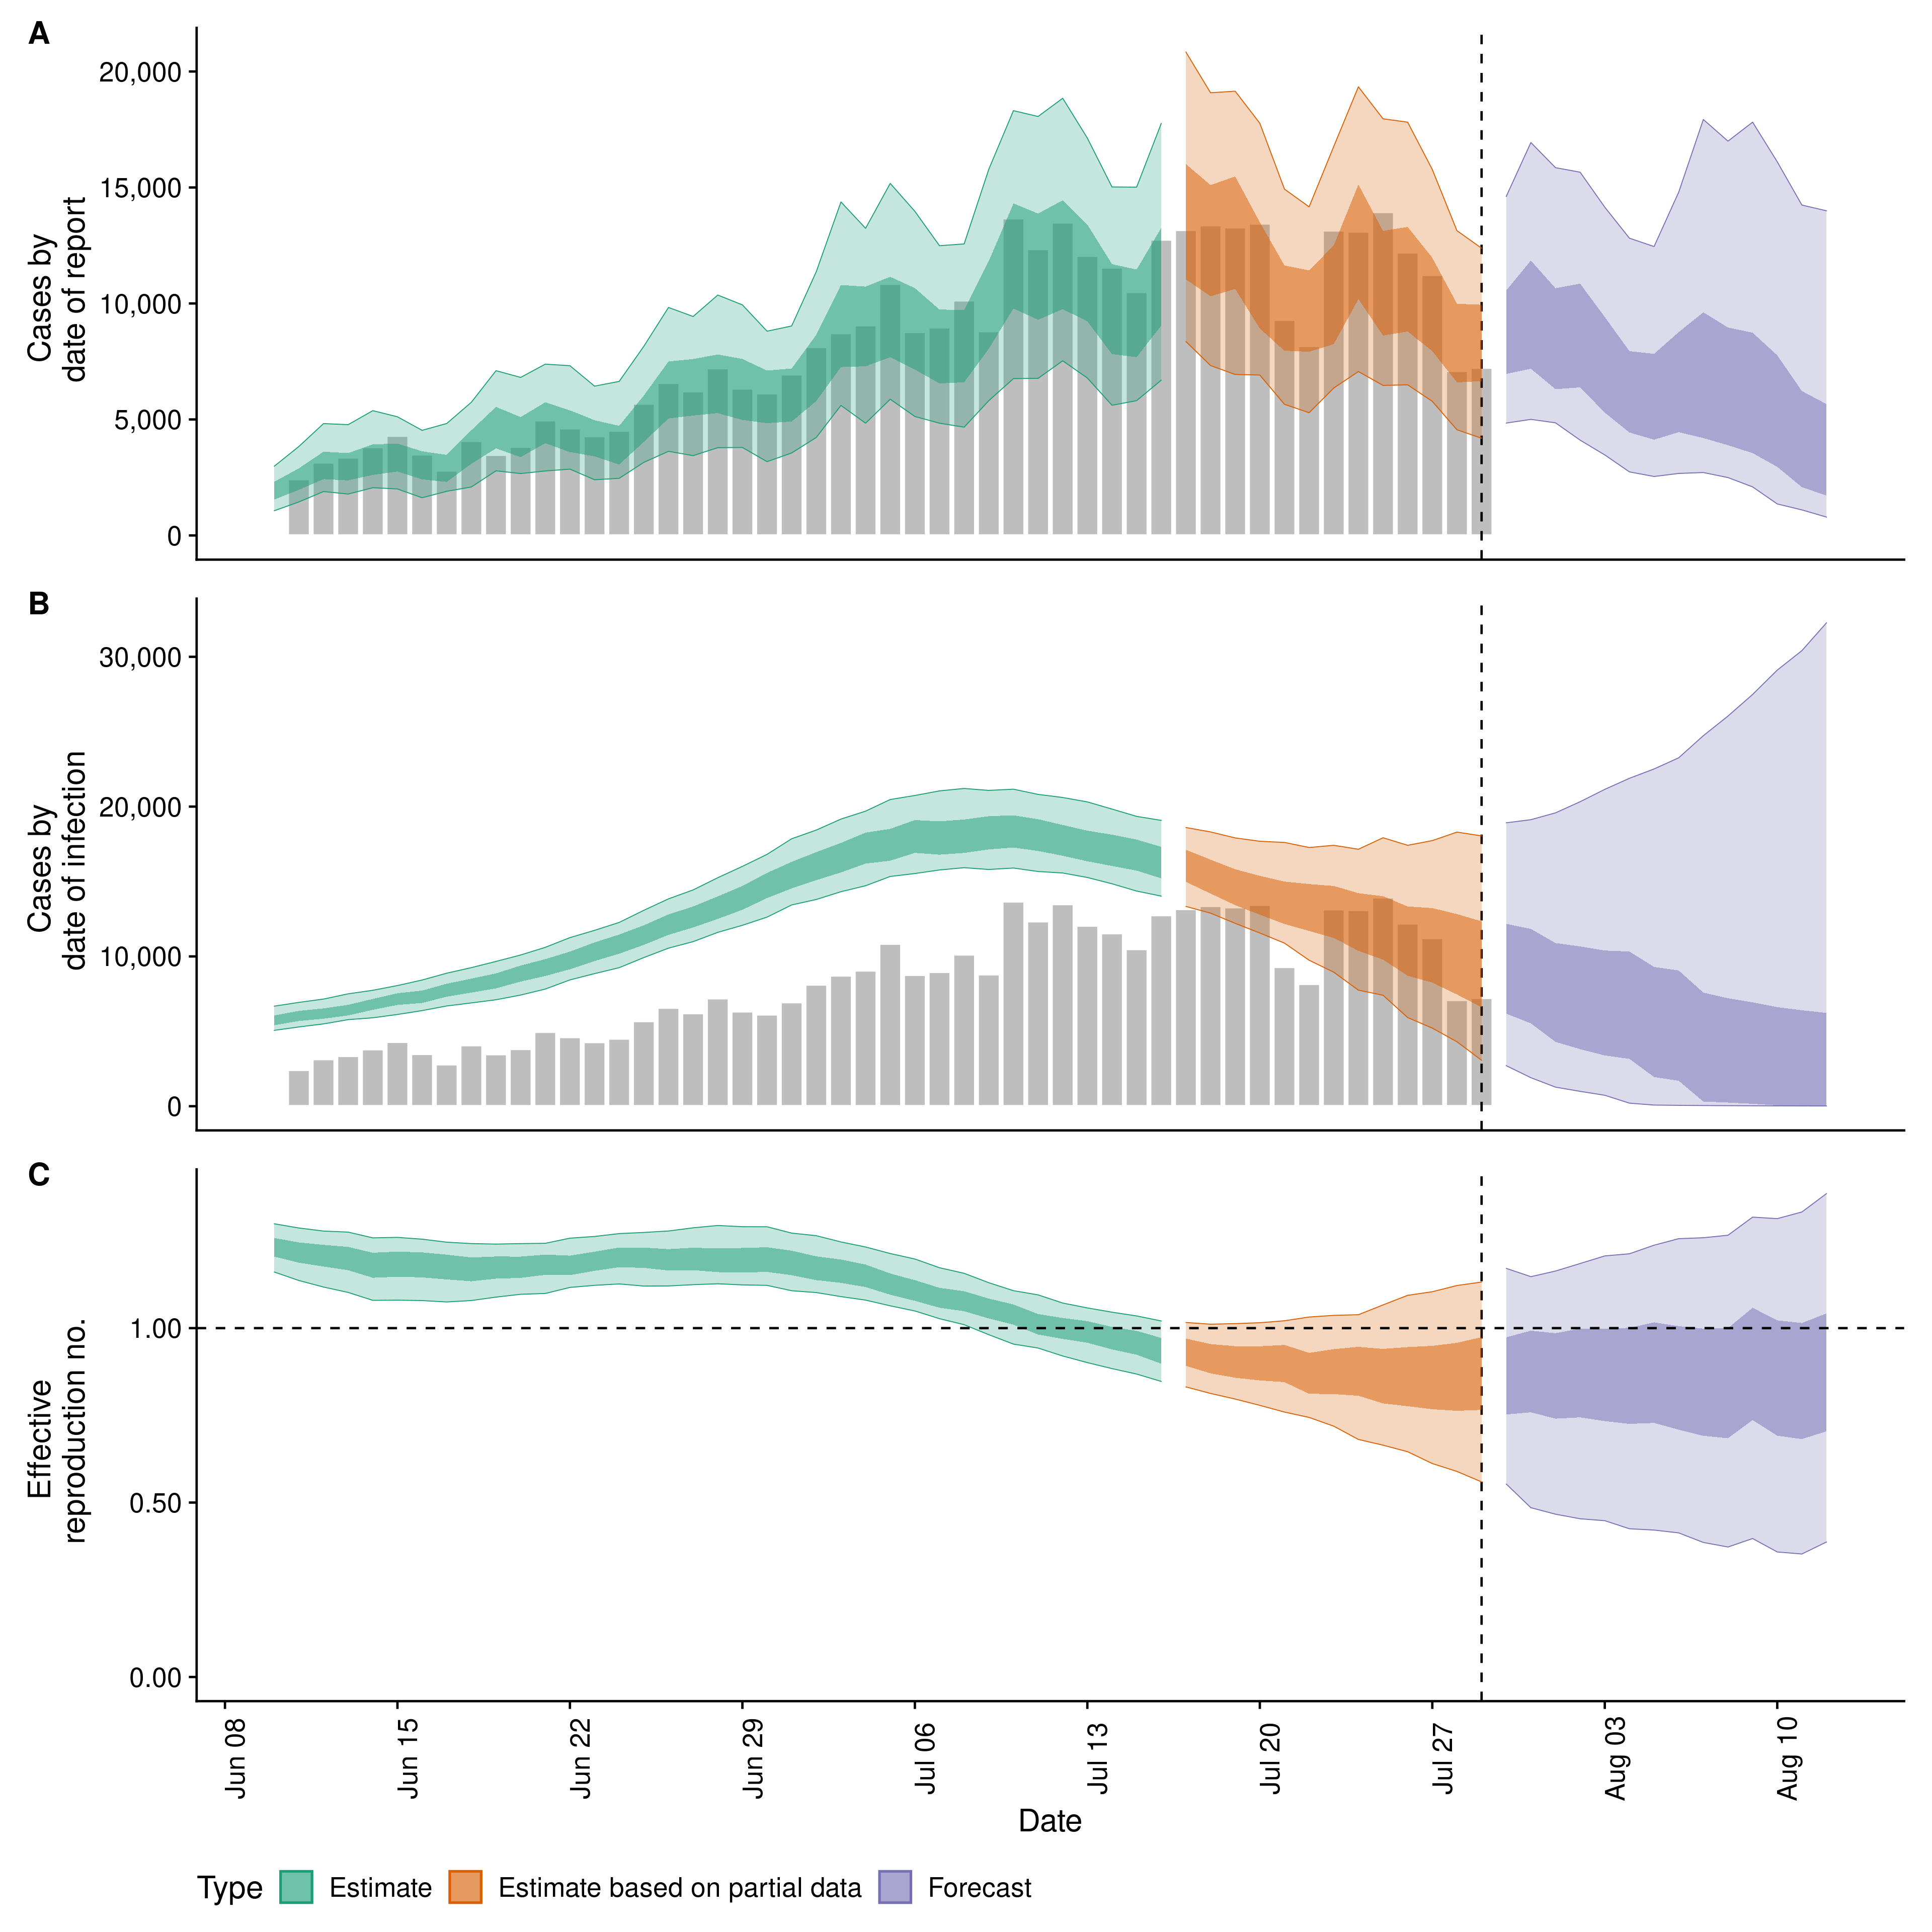 A
Cases by
date of report
20,000
15,000
10,000
5,000
0
B
Cases by
date of infection
30,000
20,000
10,000
0
C
Effective
reproduction no.
1.00
0.50
0.00
Jun 08
Jun 15
Jun 22
Jun 29
Jul 06
Jul 13
Jul 20
Jul 27
Aug 03
Aug 10
Date
Type Estimate Estimate based on partial data Forecast